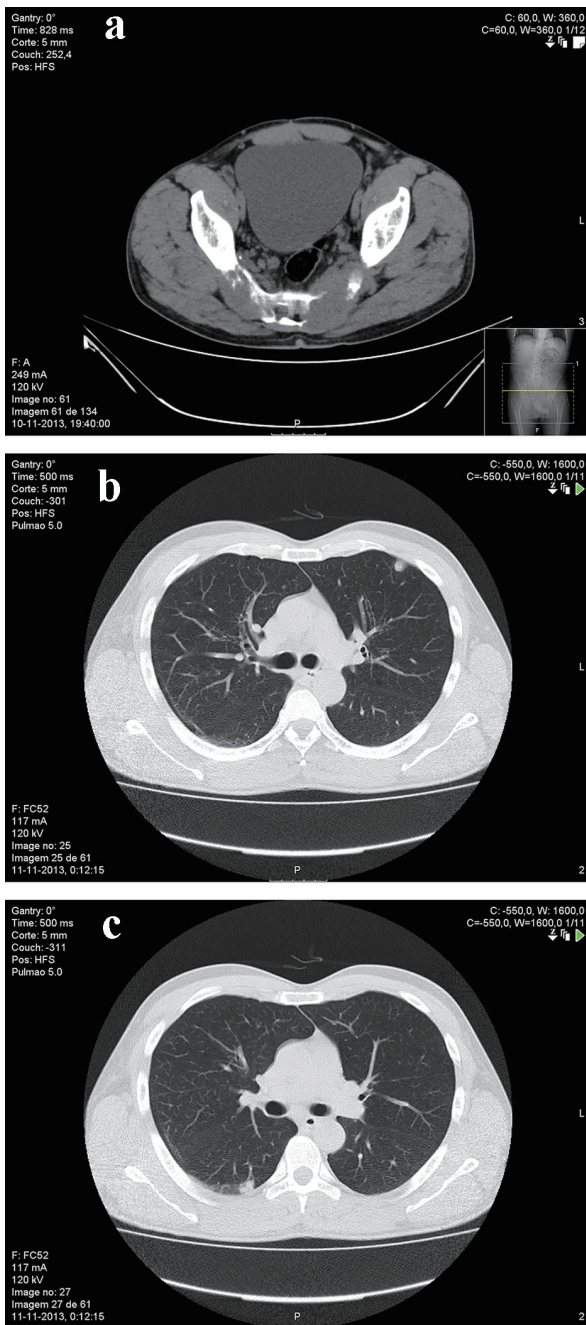 Gantry: 0°
Time: 828 ms
Corte: 5 mm
Couch: 252,4
Pos: HFS
a
C: 60,0, W: 360,0
C=60,0, W=360,0 1/12
Z
L
3
F: A
249 mA
120 kV
Image no: 61
Imagem 61 de 134
10-11-2013, 19:40:00
P
1
F
Gantry: 0°
Time: 500 ms
Corte: 5 mm
Couch: -301
Pos: HFS
Pulmao 5.0
b
C: -550,0, W: 1600,0
C=-550,0, W=1600,0 1/11
Z
L
F: FC52
117 mA
120 kV
Image no: 25
Imagem 25 de 61
11-11-2013, 0:12:15
P
2
Gantry: 0°
Time: 500 ms
Corte: 5 mm
Couch: -311
Pos: HFS
Pulmao 5.0
c
C: -550,0, W: 1600,0
C=-550,0, W=1600,0 1/11
Z
L
F: FC52
117 mA
120 kV
Image no: 27
Imagem 27 de 61
11-11-2013, 0:12:15
P
2